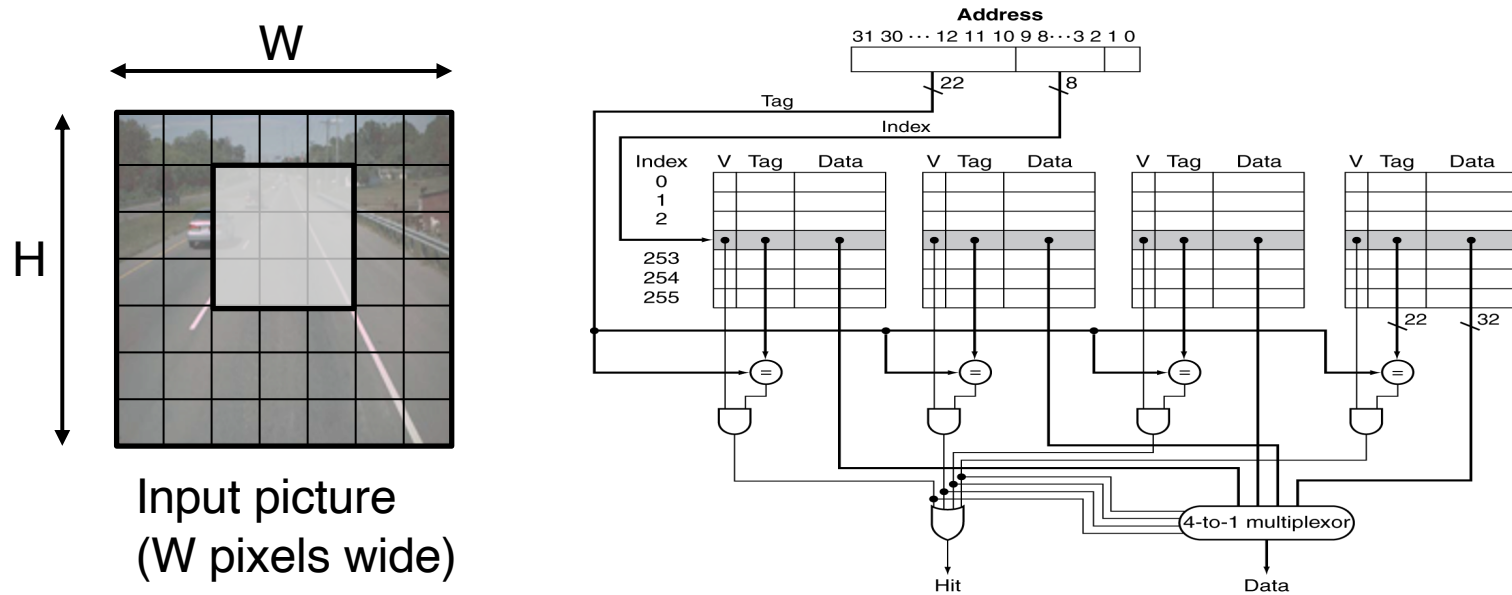 W
H
Input picture
(W pixels wide)
Address
31 30 ··· 12 11 10 9 8 ··· 3 2 1 0
22
8
Tag
Index
Index V Tag Data V Tag Data V Tag Data V Tag Data
0
1
2
253
254
255
22
32
= = = =
4-to-1 multiplexor
Hit
Data